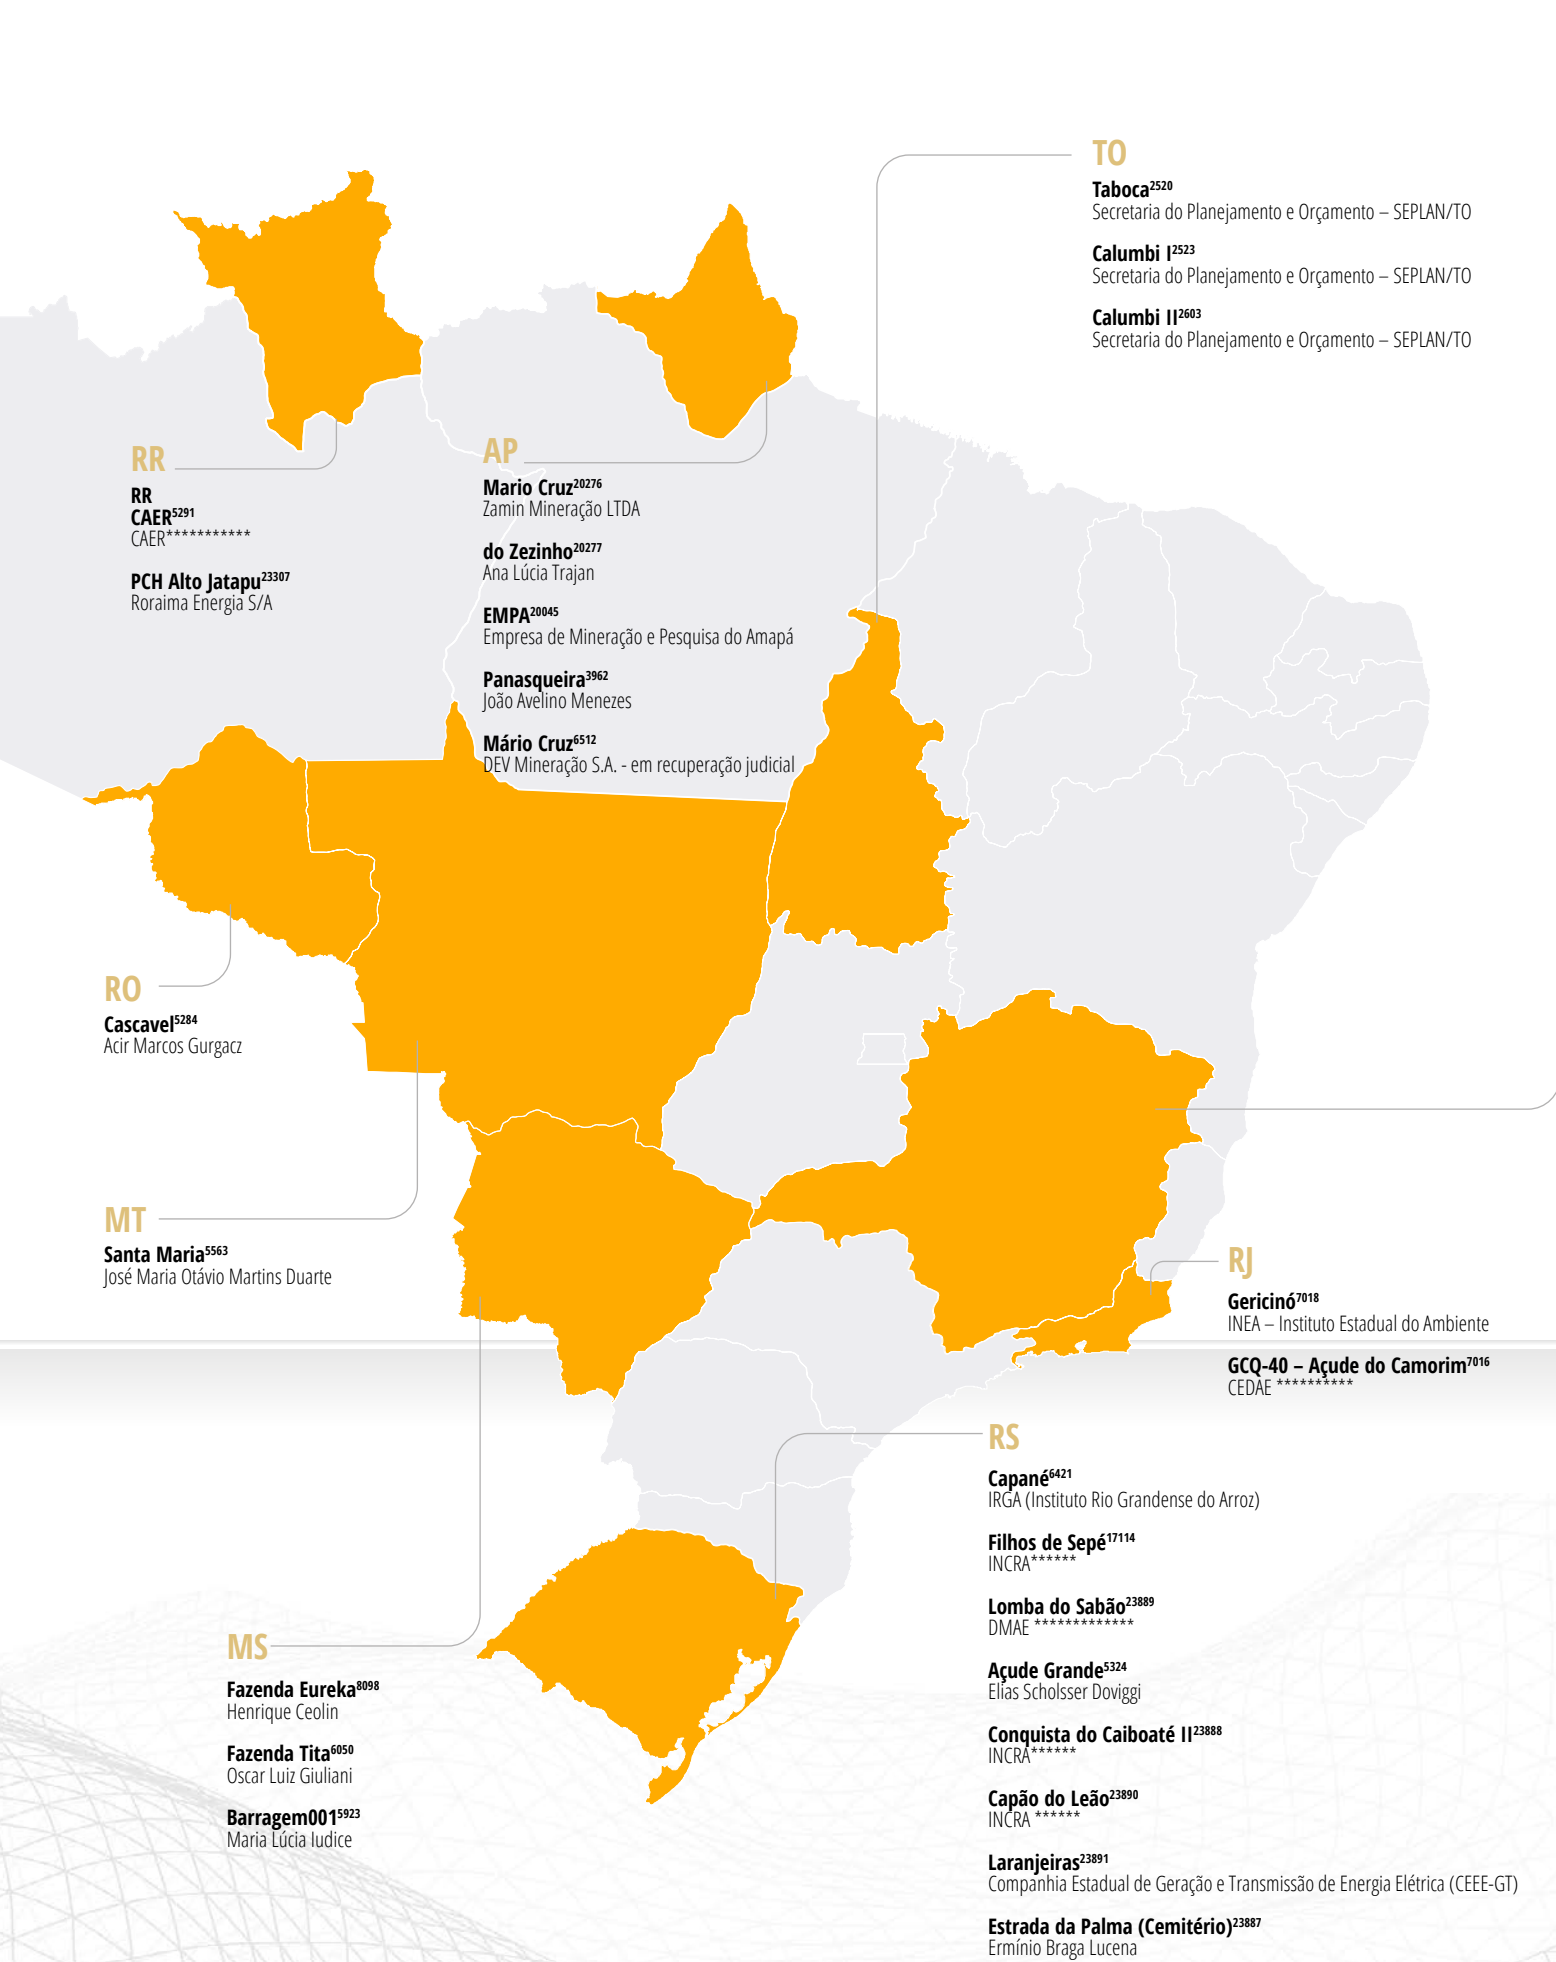 TO
Taboca2520
Secretaria do Planejamento e Orçamento – SEPLAN/TO
Calumbi I2523
Secretaria do Planejamento e Orçamento – SEPLAN/TO
Calumbi II2603
Secretaria do Planejamento e Orçamento – SEPLAN/TO
RR
RR
CAER5291
CAER***********
PCH Alto Jatapu23307
Roraima Energia S/A
AP
Mario Cruz20276
Zamin Mineração LTDA
do Zezinho20277
Ana Lúcia Trajan
EMPA20045
Empresa de Mineração e Pesquisa do Amapá
Panasqueira3962
João Avelino Menezes
Mário Cruz6512
DEV Mineração S.A. - em recuperação judicial
RO
Cascavel5284
Acir Marcos Gurgacz
MT
Santa Maria5563
José Maria Otávio Martins Duarte
RJ
Gericinó7018
INEA – Instituto Estadual do Ambiente
GCQ-40 – Açude do Camorim7016
CEDAE **********
RS
Capané6421
IRGA (Instituto Rio Grandense do Arroz)
Filhos de Sepé17114
INCRA******
Lomba do Sabão23889
DMAE *************
Açude Grande5324
Elias Scholsser Doviggi
Conquista do Caiboaté II23888
INCRA******
Capão do Leão23890
INCRA ******
Laranjeiras23891
Companhia Estadual de Geração e Transmissão de Energia Elétrica (CEEE-GT)
Estrada da Palma (Cemitério)23887
Ermínio Braga Lucena
MS
Fazenda Eureka8098
Henrique Ceolin
Fazenda Tita6050
Oscar Luiz Giuliani
Barragem0015923
Maria Lúcia Iudice